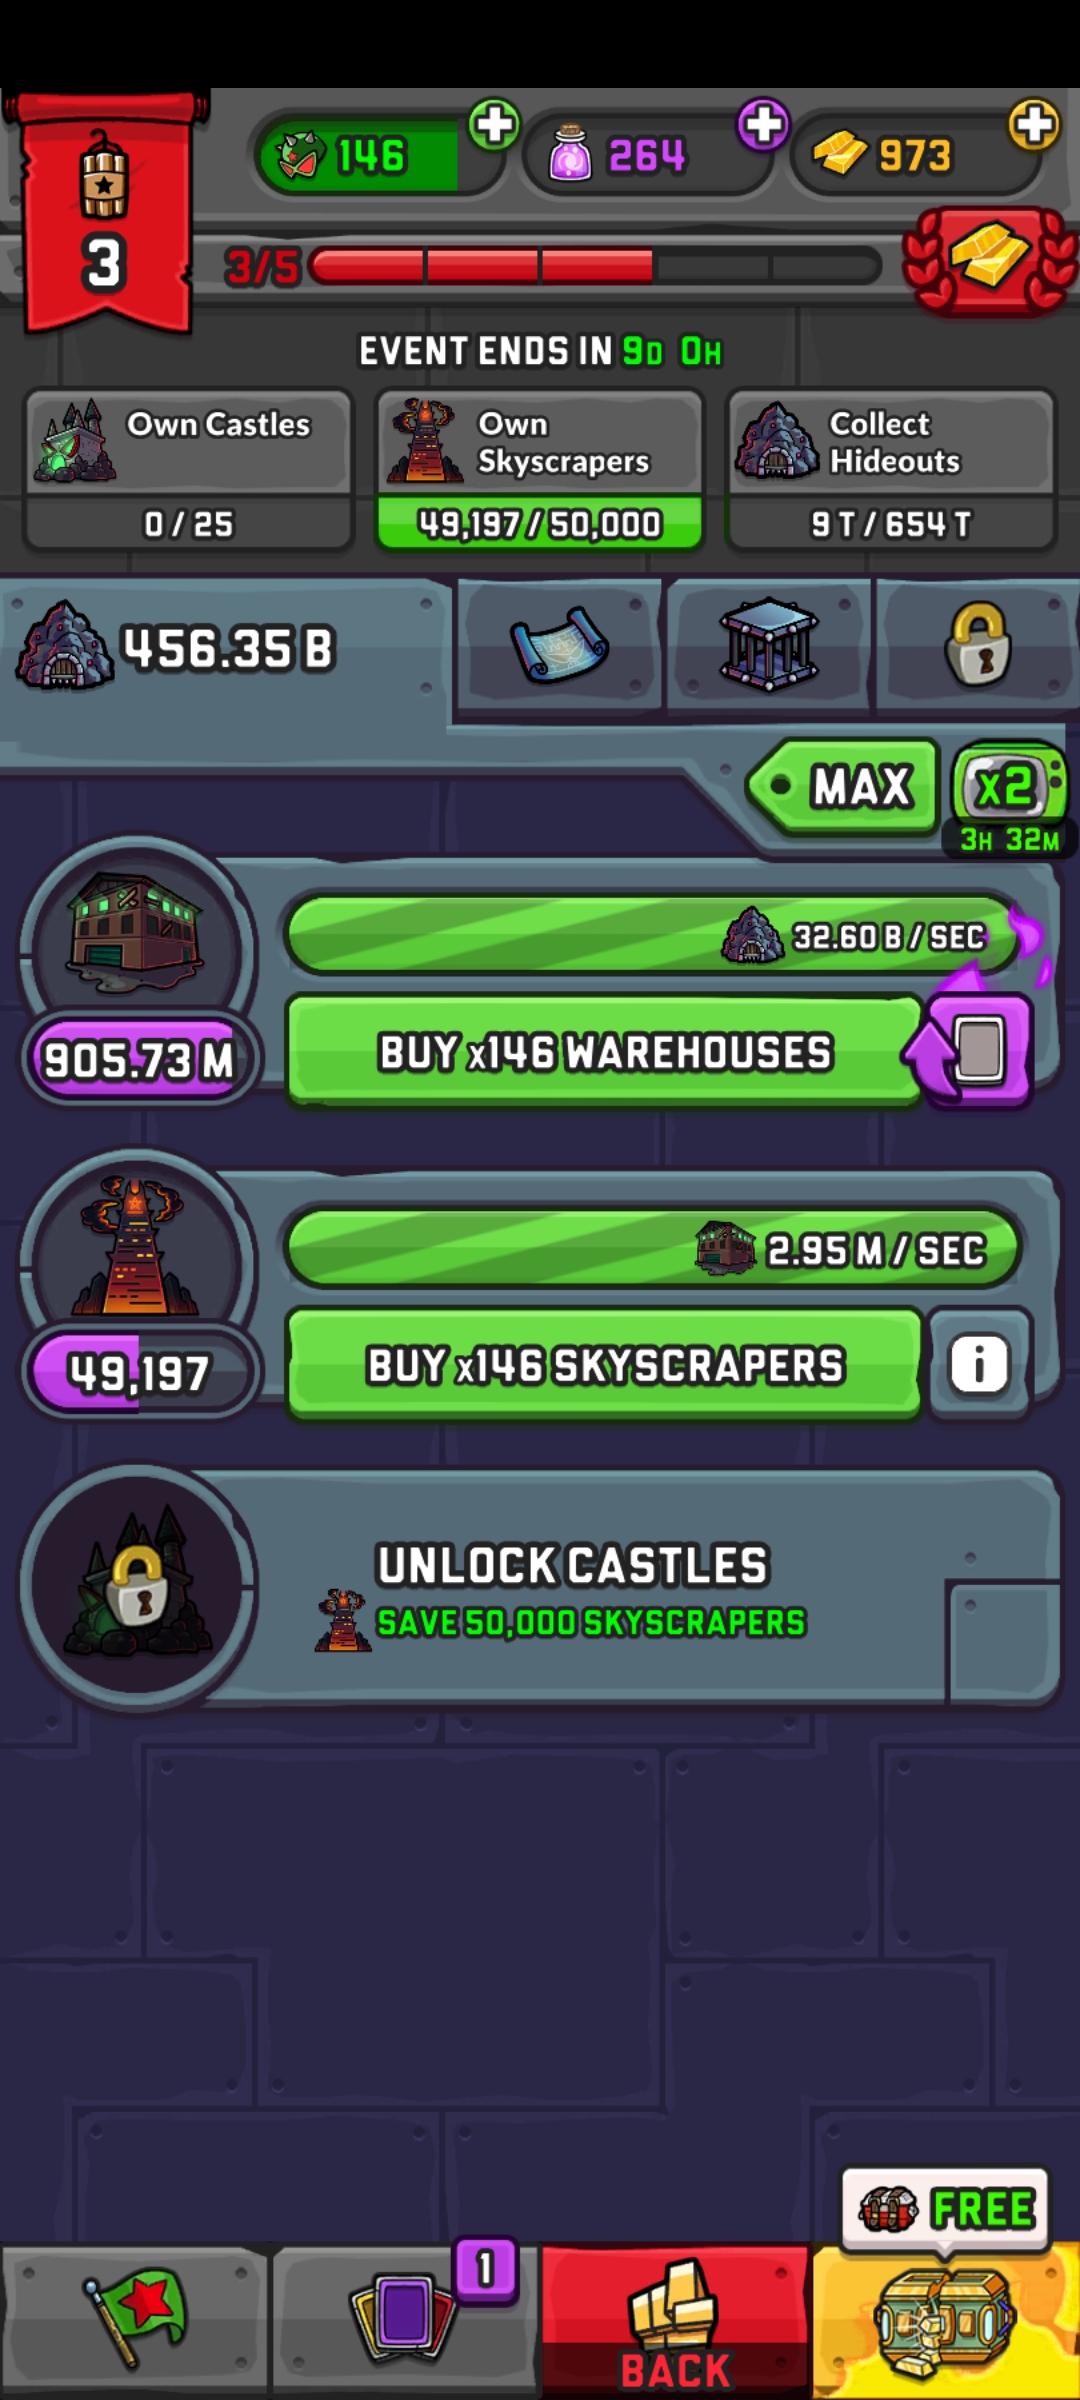 146
264
973
3
3/5
EVENT ENDS IN 9D 0H
Own Castles
0 / 25
Own
Skyscrapers
49,197 / 50,000
Collect
Hideouts
9 T / 654 T
456.35 B
MAX
x2
3H 32M
32.60 B / SEC
905.73 M
BUY x146 WAREHOUSES
2.95 M / SEC
49,197
BUY x146 SKYSCRAPERS
i
UNLOCK CASTLES
SAVE 50,000 SKYSCRAPERS
FREE
1
BACK